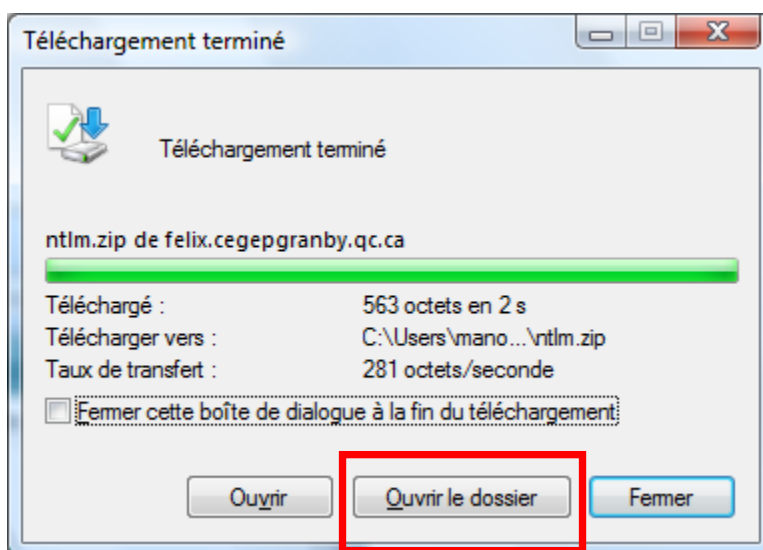 Téléchargement terminé
Téléchargement terminé
ntlm.zip de felix.cegepgranby.qc.ca
Téléchargé : 563 octets en 2 s
Télécharger vers : C:\Users\mano...\ntlm.zip
Taux de transfert : 281 octets/seconde
Fermer cette boîte de dialogue à la fin du téléchargement
Ouvrir Ouvrir le dossier Fermer